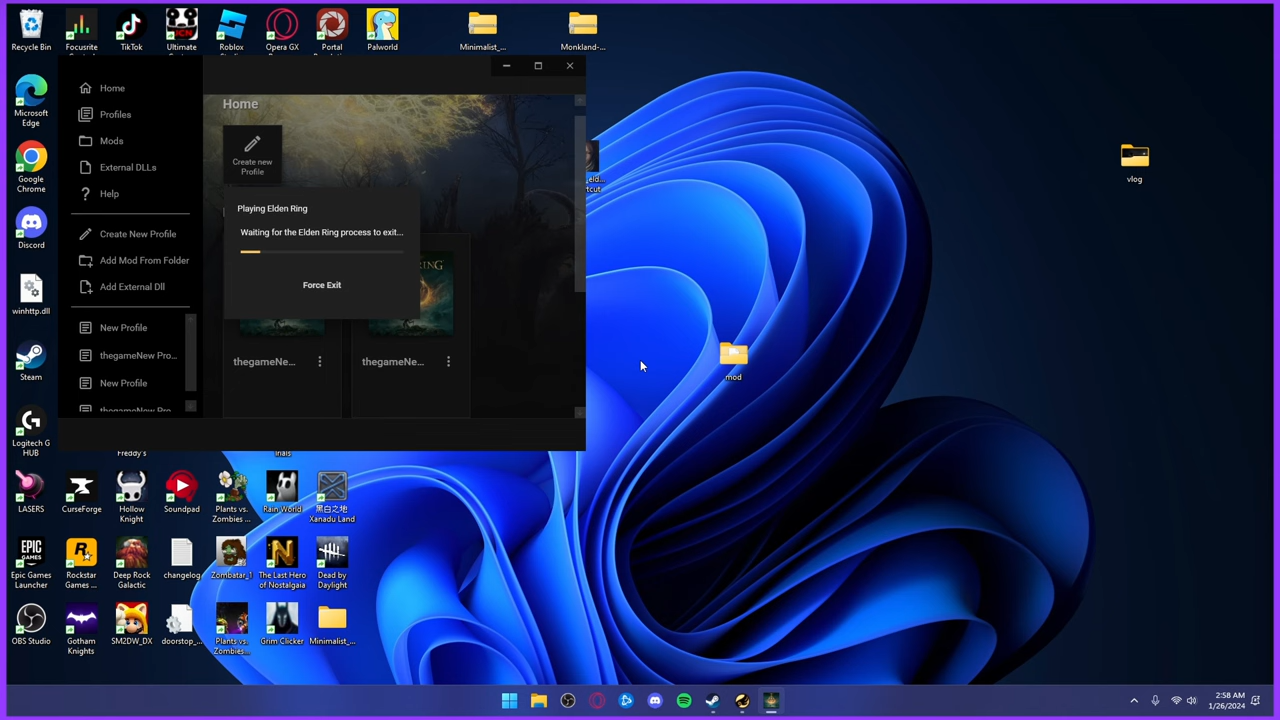 Recycle Bin
Focusrite
TikTok
Ultimate
Roblox
Opera GX
Portal
Palworld
Minimalist_...
Monkland-...
Microsoft
Edge
Google
Chrome
Discord
winhttp.dll
Steam
Logitech G
HUB
Home
Profiles
Mods
External DLLs
Help
Create New Profile
Add Mod From Folder
Add External Dll
New Profile
thegameNew Pro...
New Profile
thegameNew Pro...
Home
Create new
Profile
Playing Elden Ring
Waiting for the Elden Ring process to exit...
Force Exit
RING
thegameNe...
thegameNe...
vlog
mod
Freddy's
LASERS
CurseForge
Hollow
Knight
Soundpad
Plants vs.
Zombies ...
Rain World
黑白之地
Xanadu Land
Epic Games
Launcher
Rockstar
Games ...
Deep Rock
Galactic
changelog
Zombatar_1
The Last Hero
of Nostalgaia
Dead by
Daylight
OBS Studio
Gotham
Knights
SM2DW_DX
doorstop_...
Plants vs.
Zombies...
Grim Clicker
Minimalist_...
2:58 AM
1/26/2024